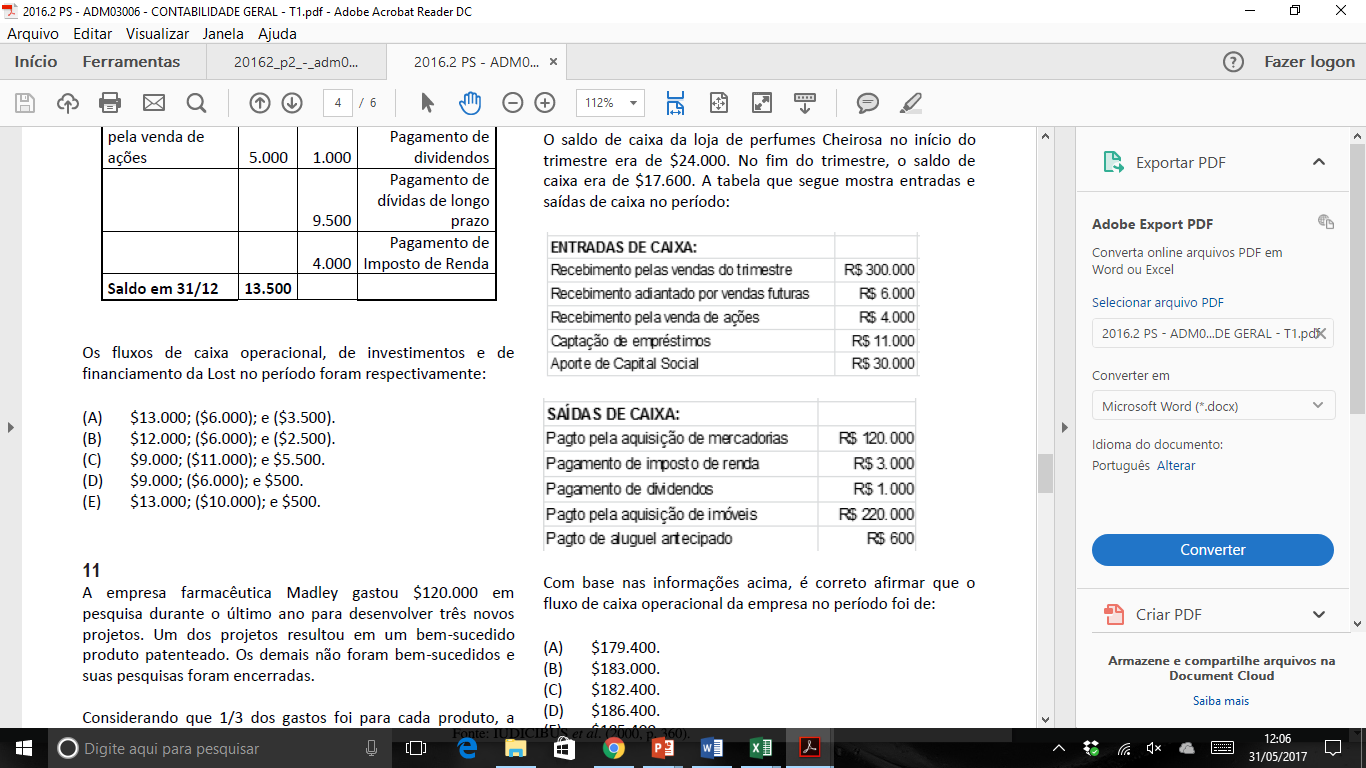 2016.2 PS - ADM03006 - CONTABILIDADE GERAL - T1.pdf - Adobe Acrobat Reader DC
Arquivo Editar Visualizar Janela Ajuda
Início Ferramentas 20162_p2_-_adm0... 2016.2 PS - ADM0... × Fazer logon
4 / 6 112%
pela venda de ações 5.000 1.000 Pagamento de dividendos
9.500 Pagamento de dívidas de longo prazo
4.000 Pagamento de Imposto de Renda
Saldo em 31/12 13.500
Os fluxos de caixa operacional, de investimentos e de
financiamento da Lost no período foram respectivamente:
(A) $13.000; ($6.000); e ($3.500).
(B) $12.000; ($6.000); e ($2.500).
(C) $9.000; ($11.000); e $5.500.
(D) $9.000; ($6.000); e $500.
(E) $13.000; ($10.000); e $500.
11
A empresa farmacêutica Madley gastou $120.000 em
pesquisa durante o último ano para desenvolver três novos
projetos. Um dos projetos resultou em um bem-sucedido
produto patenteado. Os demais não foram bem-sucedidos e
suas pesquisas foram encerradas.
Considerando que 1/3 dos gastos foi para cada produto, a
O saldo de caixa da loja de perfumes Cheirosa no início do
trimestre era de $24.000. No fim do trimestre, o saldo de
caixa era de $17.600. A tabela que segue mostra entradas e
saídas de caixa no período:
ENTRADAS DE CAIXA:
Recebimento pelas vendas do trimestre R$ 300.000
Recebimento adiantado por vendas futuras R$ 6.000
Recebimento pela venda de ações R$ 4.000
Captação de empréstimos R$ 11.000
Aporte de Capital Social R$ 30.000
SAÍDAS DE CAIXA:
Pagto pela aquisição de mercadorias R$ 120.000
Pagamento de imposto de renda R$ 3.000
Pagamento de dividendos R$ 1.000
Pagto pela aquisição de imóveis R$ 220.000
Pagto de aluguel antecipado R$ 600
Com base nas informações acima, é correto afirmar que o
fluxo de caixa operacional da empresa no período foi de:
(A) $179.400.
(B) $183.000.
(C) $182.400.
(D) $186.400.
Exportar PDF
Adobe Export PDF
Converta online arquivos PDF em
Word ou Excel
Selecionar arquivo PDF
2016.2 PS - ADM0...DE GERAL - T1.pdf
Converter em
Microsoft Word (*.docx)
Idioma do documento:
Português Alterar
Converter
Criar PDF
Armazene e compartilhe arquivos na
Document Cloud
Saiba mais
Fonte: IUDÍCIBUS et al. (2000, p. 360).
Digite aqui para pesquisar
12:06
31/05/2017